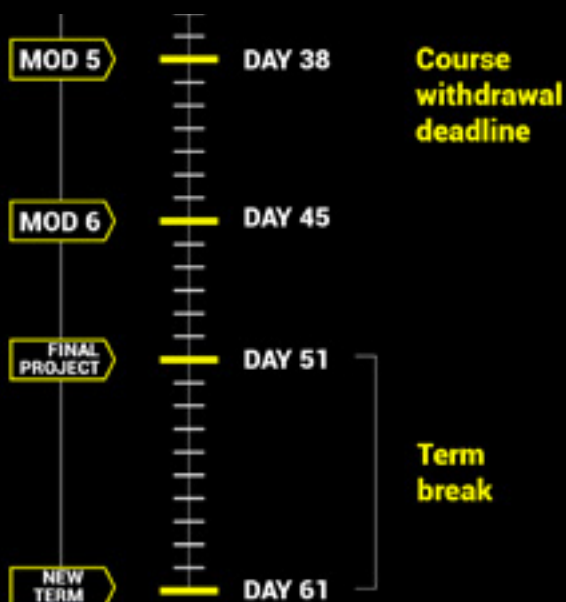 MOD 5
DAY 38
Course
withdrawal
deadline
MOD 6
DAY 45
FINAL
PROJECT
DAY 51
Term
break
NEW
TERM
DAY 61